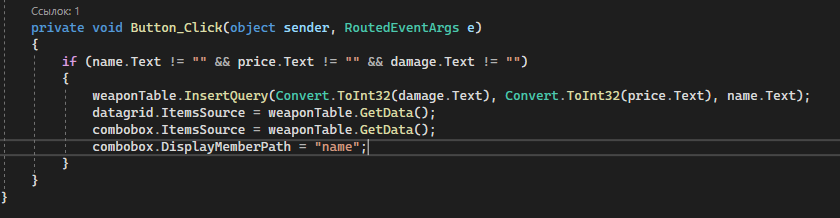 Ссылок: 1
private void Button_Click(object sender, RoutedEventArgs e)
{
if (name.Text != "" && price.Text != "" && damage.Text != "")
{
weaponTable.InsertQuery(Convert.ToInt32(damage.Text), Convert.ToInt32(price.Text), name.Text);
datagrid.ItemsSource = weaponTable.GetData();
combobox.ItemsSource = weaponTable.GetData();
combobox.DisplayMemberPath = "name";
}
}
}